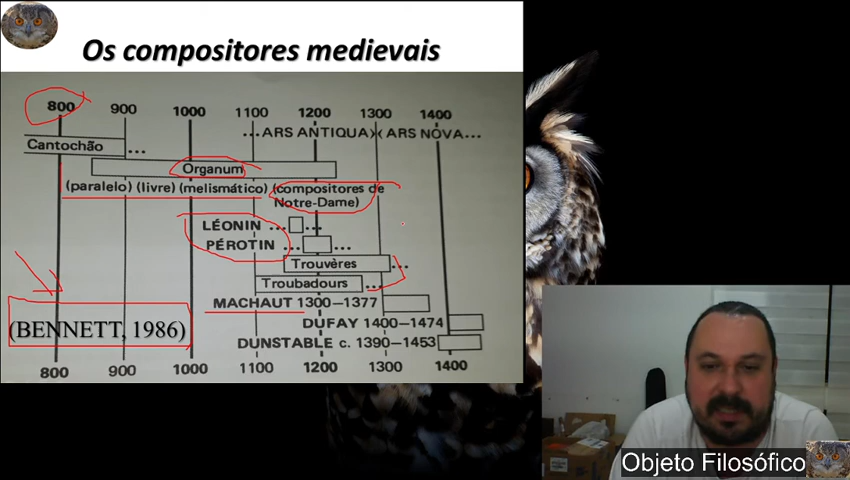 Os compositores medievais
800 900 1000 1100 1200 1300 1400
...ARS ANTIQUA)(ARS NOVA...
Cantochão ...
Organum
(paralelo) (livre) (melismático) (compositores de
Notre-Dame)
LÉONIN ... ...
PÉROTIN ... ...
Trouvères ...
Troubadours ...
MACHAUT 1300–1377
(BENNETT, 1986)
DUFAY 1400–1474
DUNSTABLE c. 1390–1453
800 900 1000 1100 1200 1300 1400
Objeto Filosófico